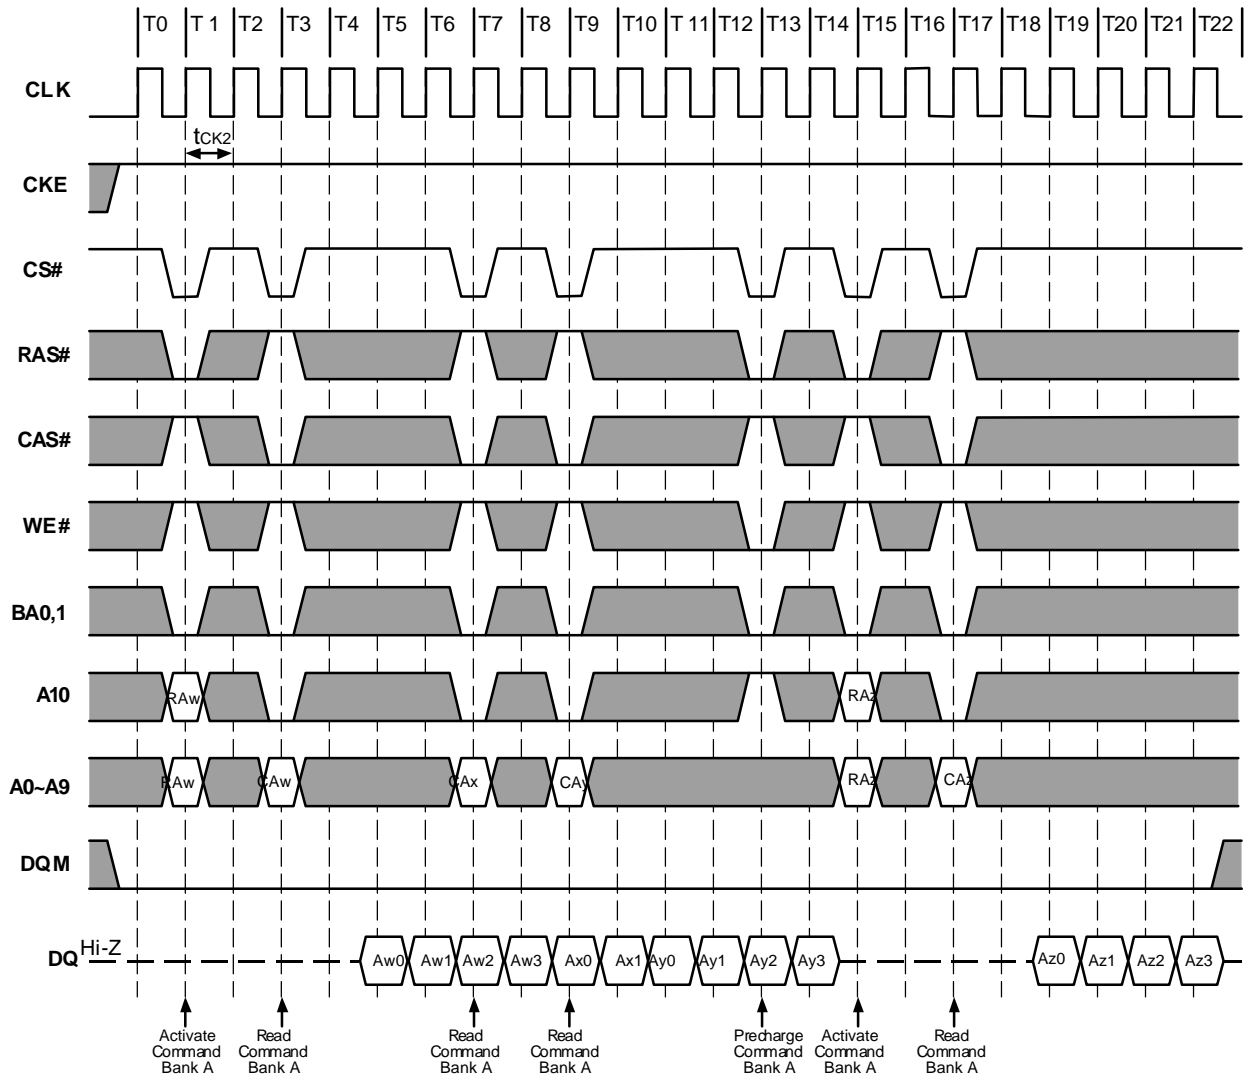 T0 T 1 T2 T3 T4 T5 T6 T7 T8 T9 T10 T 11 T12 T13 T14 T15 T16 T17 T18 T19 T20 T21 T22
CLK
tCK2
CKE
CS#
RAS#
CAS#
WE#
BA0,1
A10
RAw RAz
A0~A9
RAw CAw CAx CAy RAz CAz
DQM
DQ Hi-Z
Aw0 Aw1 Aw2 Aw3 Ax0 Ax1 Ay0 Ay1 Ay2 Ay3 Az0 Az1 Az2 Az3
Activate Read Read Read Precharge Activate Read
Command Command Command Command Command Command Command
Bank A Bank A Bank A Bank A Bank A Bank A Bank A